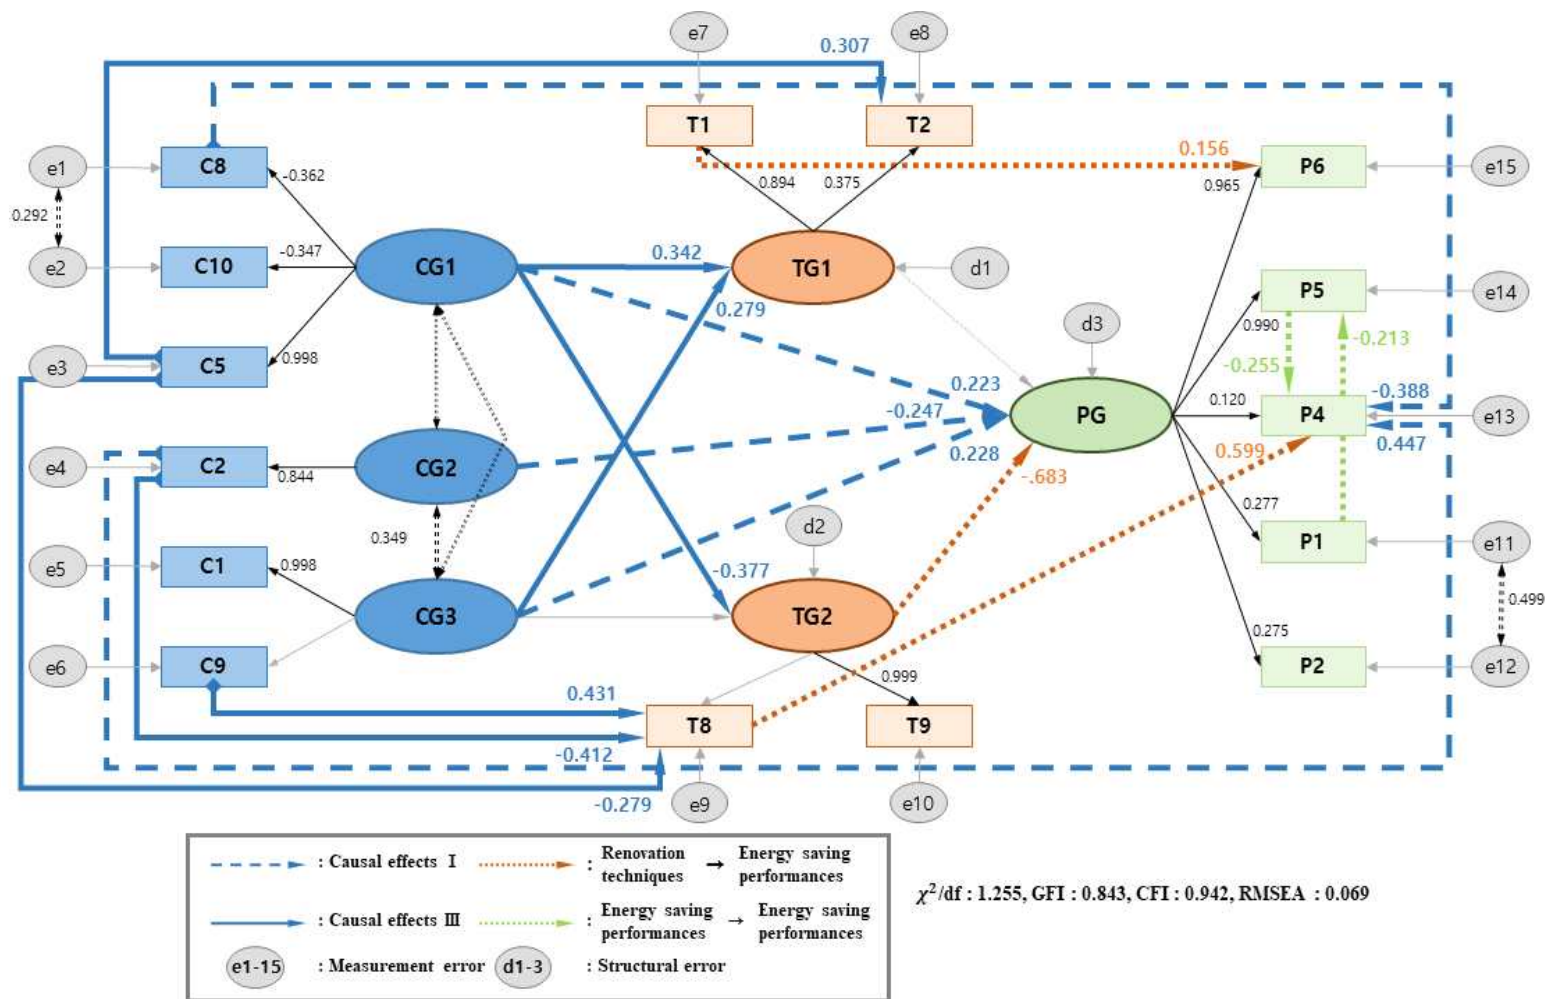 e7
e8
0.307
T1
T2
e1
C8
-0.362
0.156
P6
e15
0.894
0.375
0.965
0.292
e2
C10
-0.347
CG1
0.342
TG1
d1
P5
e14
0.279
d3
0.990
-0.213
e3
C5
0.998
-0.255
0.223
-0.388
-0.247
PG
0.120
P4
e13
0.228
0.599
0.447
e4
C2
0.844
CG2
-.683
0.277
0.349
d2
e5
C1
0.998
P1
e11
-0.377
0.499
CG3
TG2
0.275
e6
C9
P2
e12
0.999
0.431
T8
T9
-0.412
-0.279
e9
e10
: Causal effects Ⅰ
: Renovation techniques → Energy saving performances
: Causal effects Ⅲ
: Energy saving performances → Energy saving performances
e1-15 : Measurement error
d1-3 : Structural error
χ²/df : 1.255, GFI : 0.843, CFI : 0.942, RMSEA : 0.069